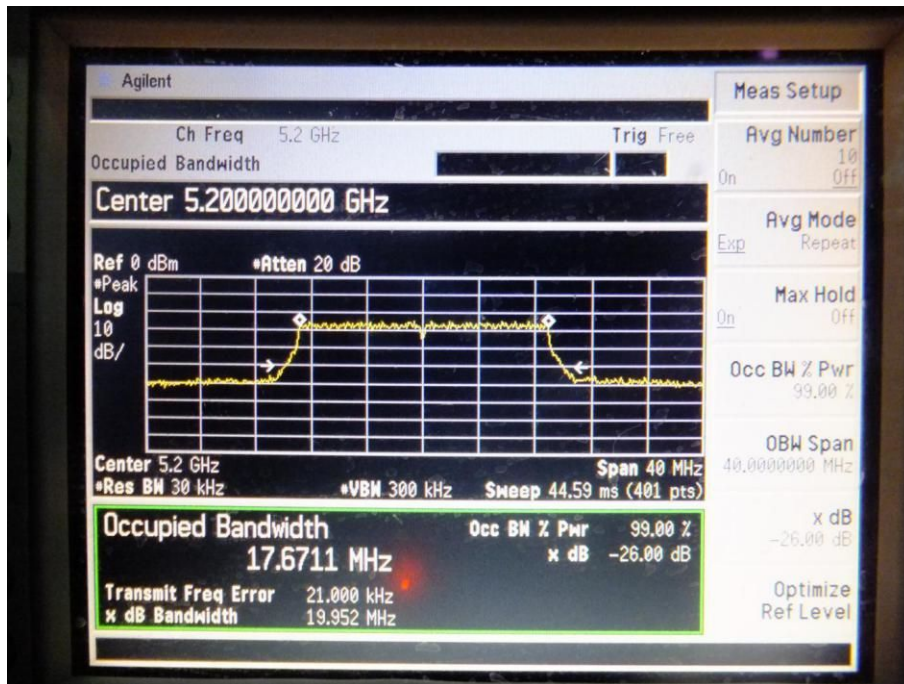 Agilent
Meas Setup
Ch Freq 5.2 GHz Trig Free
Occupied Bandwidth
Center 5.200000000 GHz
Ref 0 dBm •Atten 20 dB
•Peak
Log
10
dB/
Center 5.2 GHz Span 40 MHz
•Res BW 30 kHz •VBW 300 kHz Sweep 44.59 ms (401 pts)
Occupied Bandwidth Occ BW % Pwr 99.00 %
17.6711 MHz x dB -26.00 dB
Transmit Freq Error 21.000 kHz
x dB Bandwidth 19.952 MHz
Avg Number
10
On Off
Avg Mode
Exp Repeat
Max Hold
On Off
Occ BW % Pwr
99.00 %
OBW Span
40.0000000 MHz
x dB
-26.00 dB
Optimize
Ref Level